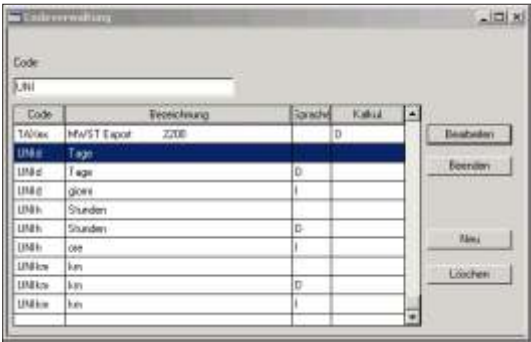 Codeverwaltung
Code
UNI
Code Bezeichnung Sprache Kalkul.
MWST Export 2200 0
UNId Tage
UNId Tage D
UNId giorni I
UNIh Stunden
UNIh Stunden D
UNIh ore I
UNIkm km
UNIkm km D
UNIkm km I
Bearbeiten
Beenden
Neu
Löschen